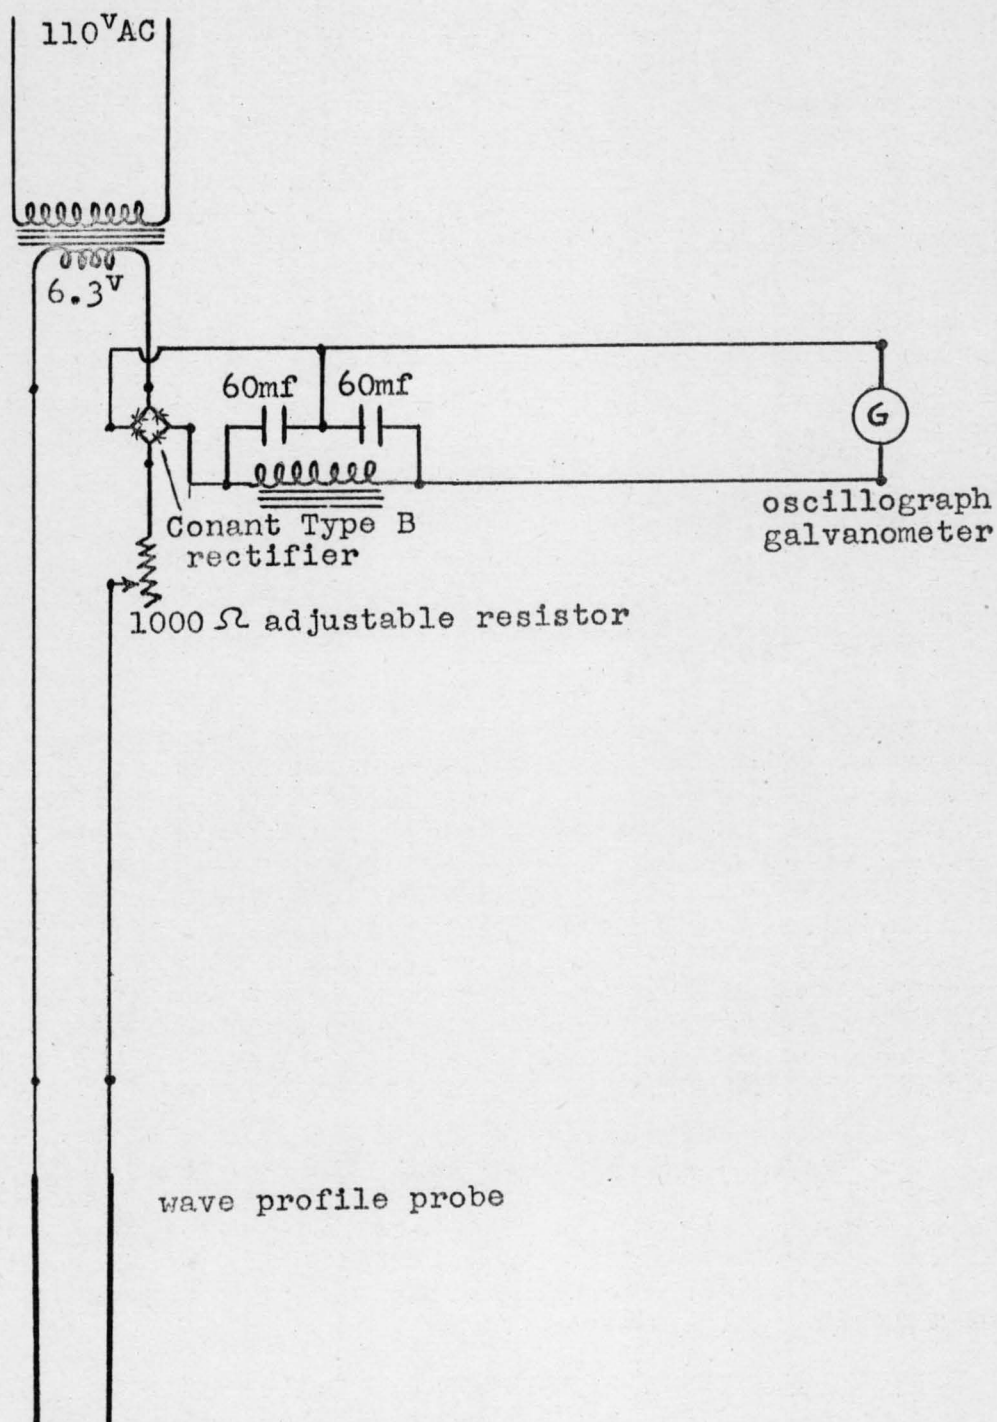 110ⱽAC
6.3ⱽ
60mf 60mf
G
Conant Type B
rectifier
oscillograph
galvanometer
1000 Ω adjustable resistor
wave profile probe